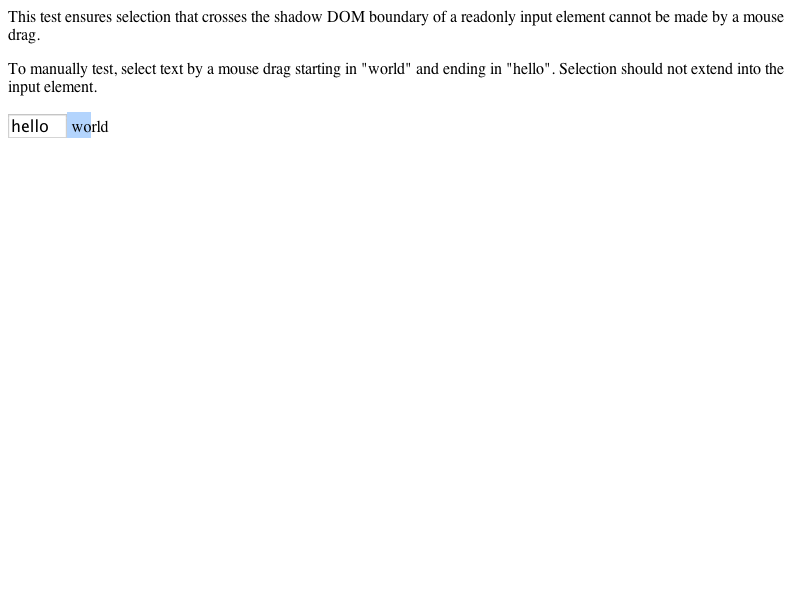 This test ensures selection that crosses the shadow DOM boundary of a readonly input element cannot be made by a mouse
drag.
To manually test, select text by a mouse drag starting in "world" and ending in "hello". Selection should not extend into the
input element.
hello world